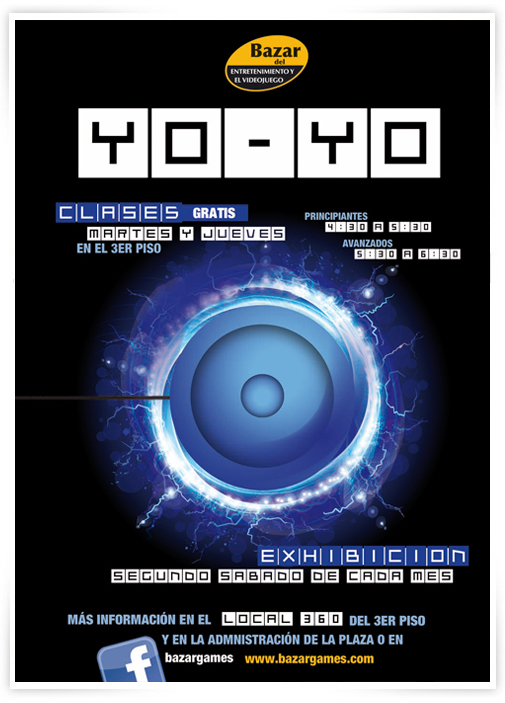 Bazar
del
ENTRETENIMIENTO Y
EL VIDEOJUEGO
YO-YO
CLASES GRATIS
MARTES Y JUEVES
EN EL 3ER PISO
PRINCIPIANTES
4:30 A 5:30
AVANZADOS
5:30 A 6:30
EXHIBICION
SEGUNDO SABADO DE CADA MES
MÁS INFORMACIÓN EN EL LOCAL 360 DEL 3ER PISO
Y EN LA ADMNISTRACIÓN DE LA PLAZA O EN
f bazargames www.bazargames.com